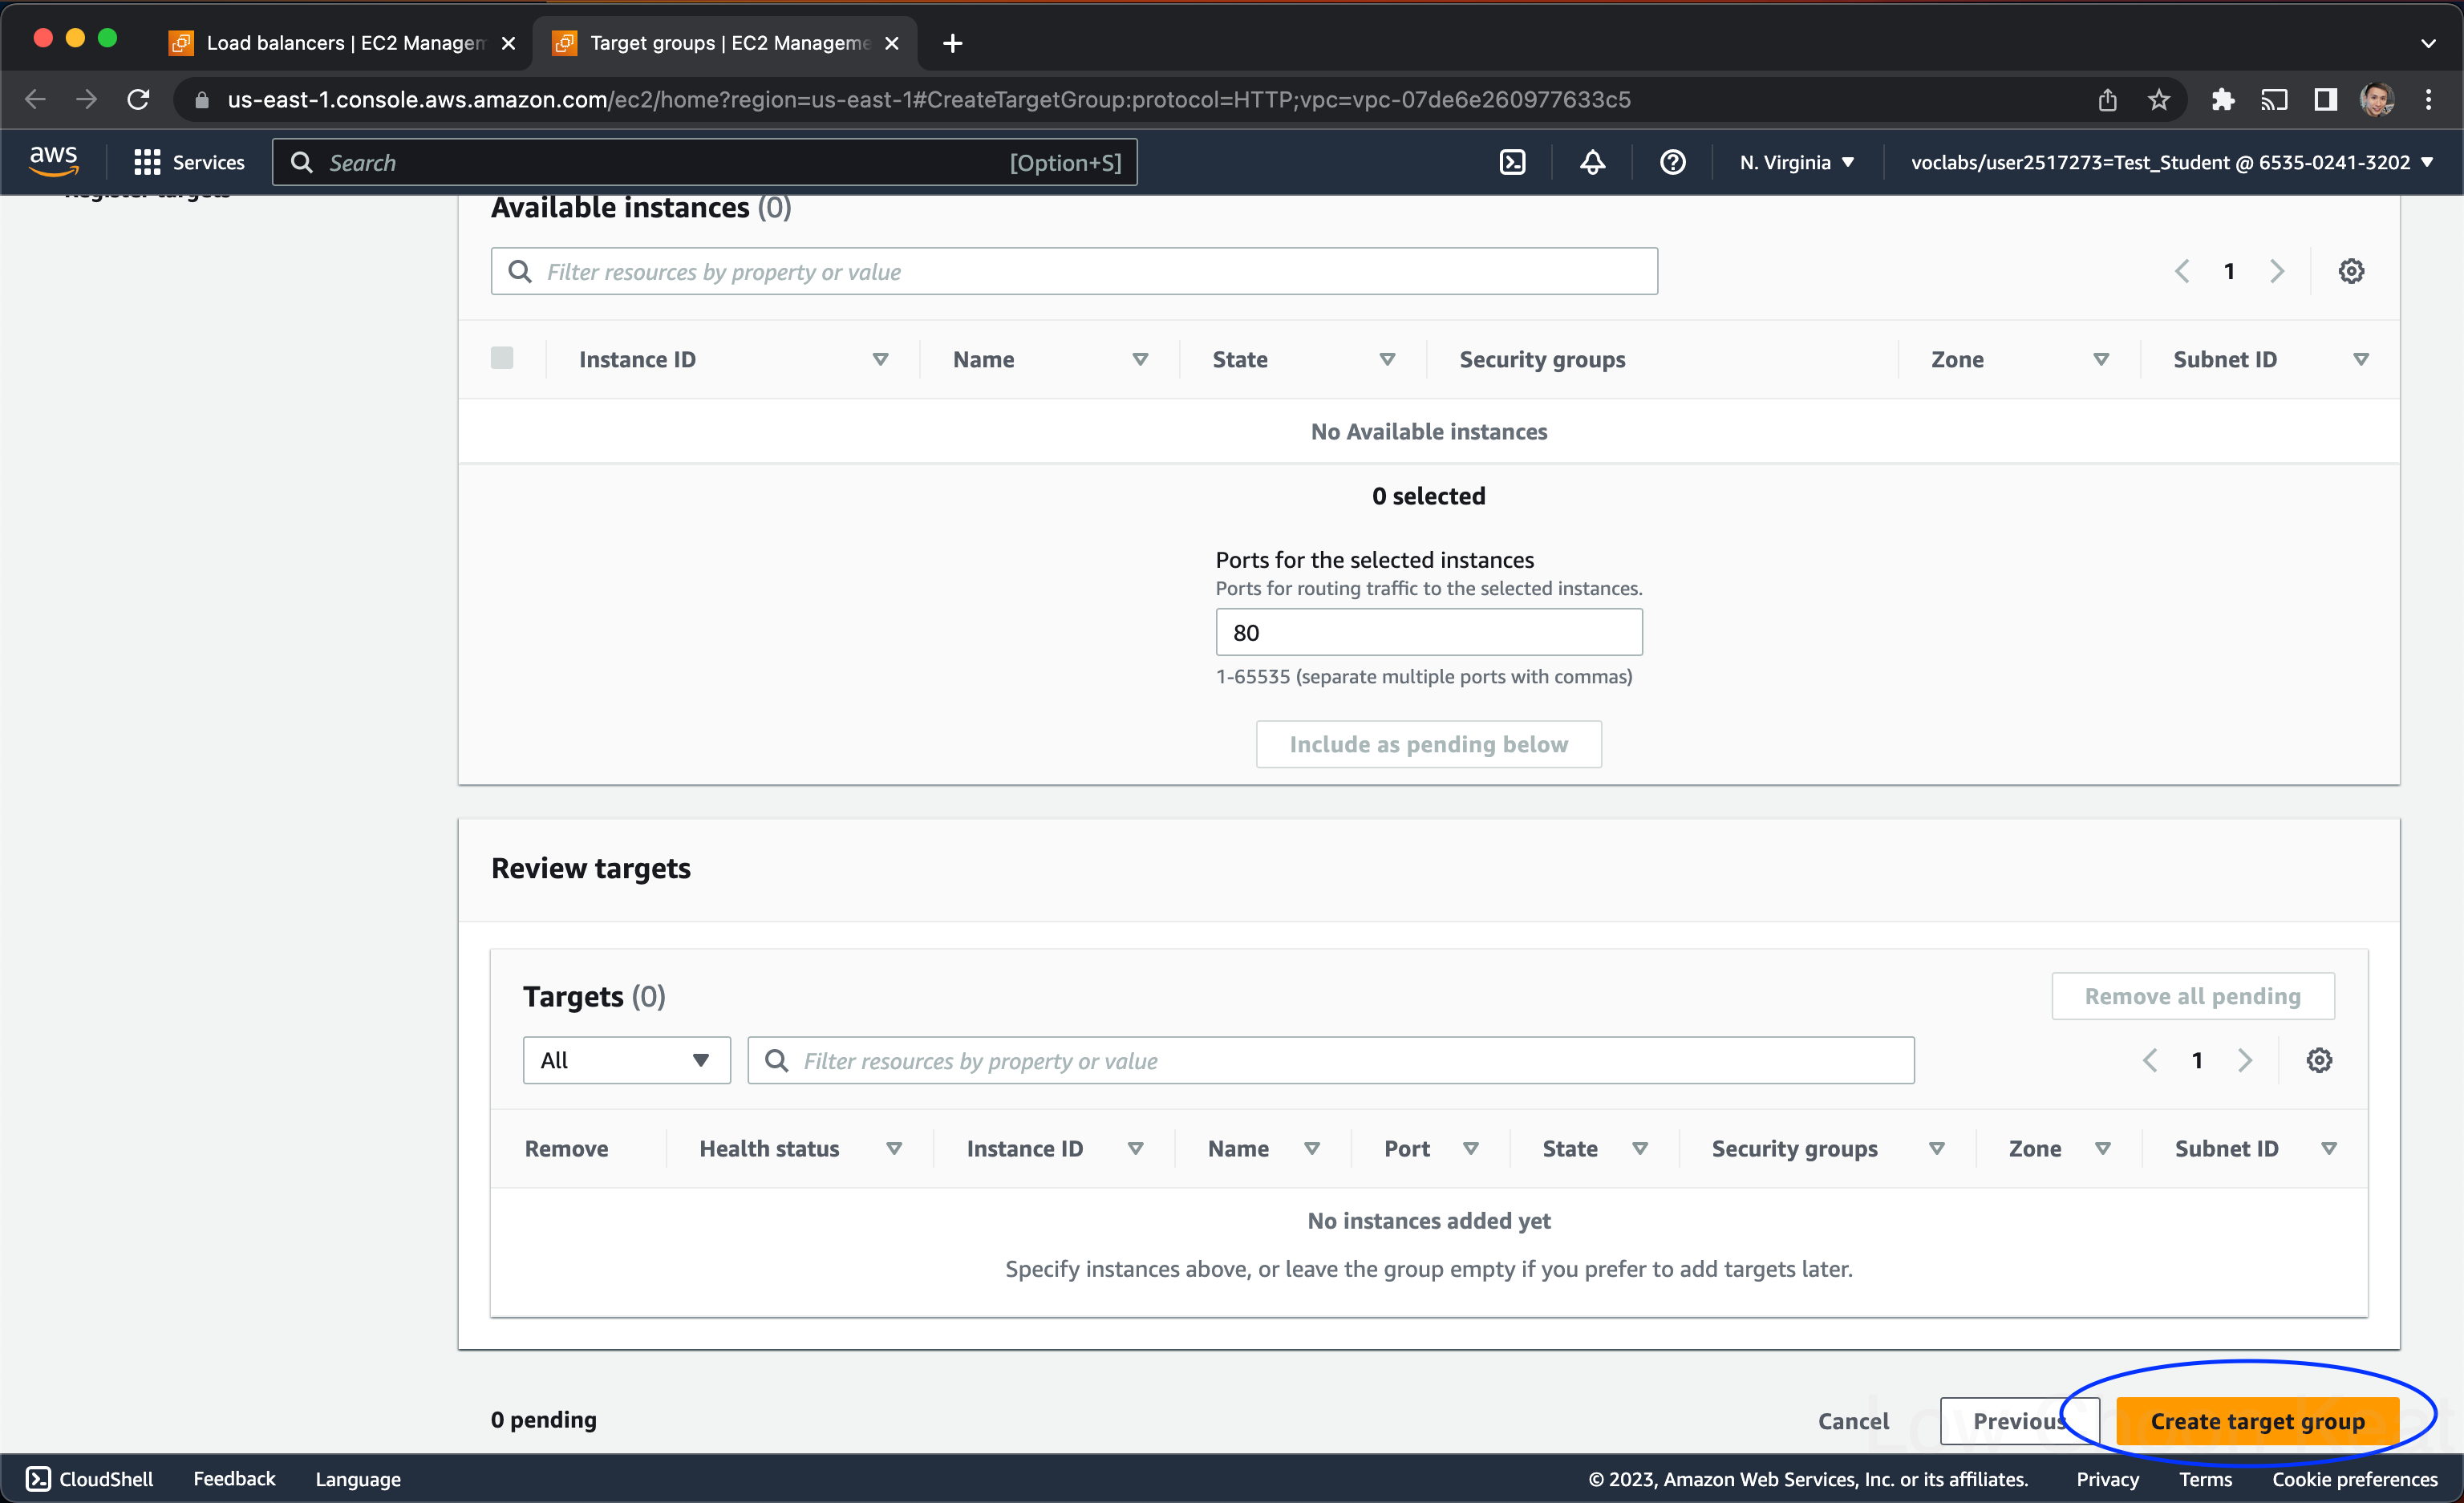 Load balancers | EC2 Managem
Target groups | EC2 Manageme
us-east-1.console.aws.amazon.com/ec2/home?region=us-east-1#CreateTargetGroup:protocol=HTTP;vpc=vpc-07de6e260977633c5
aws Services Search [Option+S] N. Virginia voclabs/user2517273=Test_Student @ 6535-0241-3202
Register targets
Available instances (0)
Filter resources by property or value 1
Instance ID Name State Security groups Zone Subnet ID
No Available instances
0 selected
Ports for the selected instances
Ports for routing traffic to the selected instances.
80
1-65535 (separate multiple ports with commas)
Include as pending below
Review targets
Targets (0) Remove all pending
All Filter resources by property or value 1
Remove Health status Instance ID Name Port State Security groups Zone Subnet ID
No instances added yet
Specify instances above, or leave the group empty if you prefer to add targets later.
0 pending Cancel Previous Create target group
CloudShell Feedback Language © 2023, Amazon Web Services, Inc. or its affiliates. Privacy Terms Cookie preferences